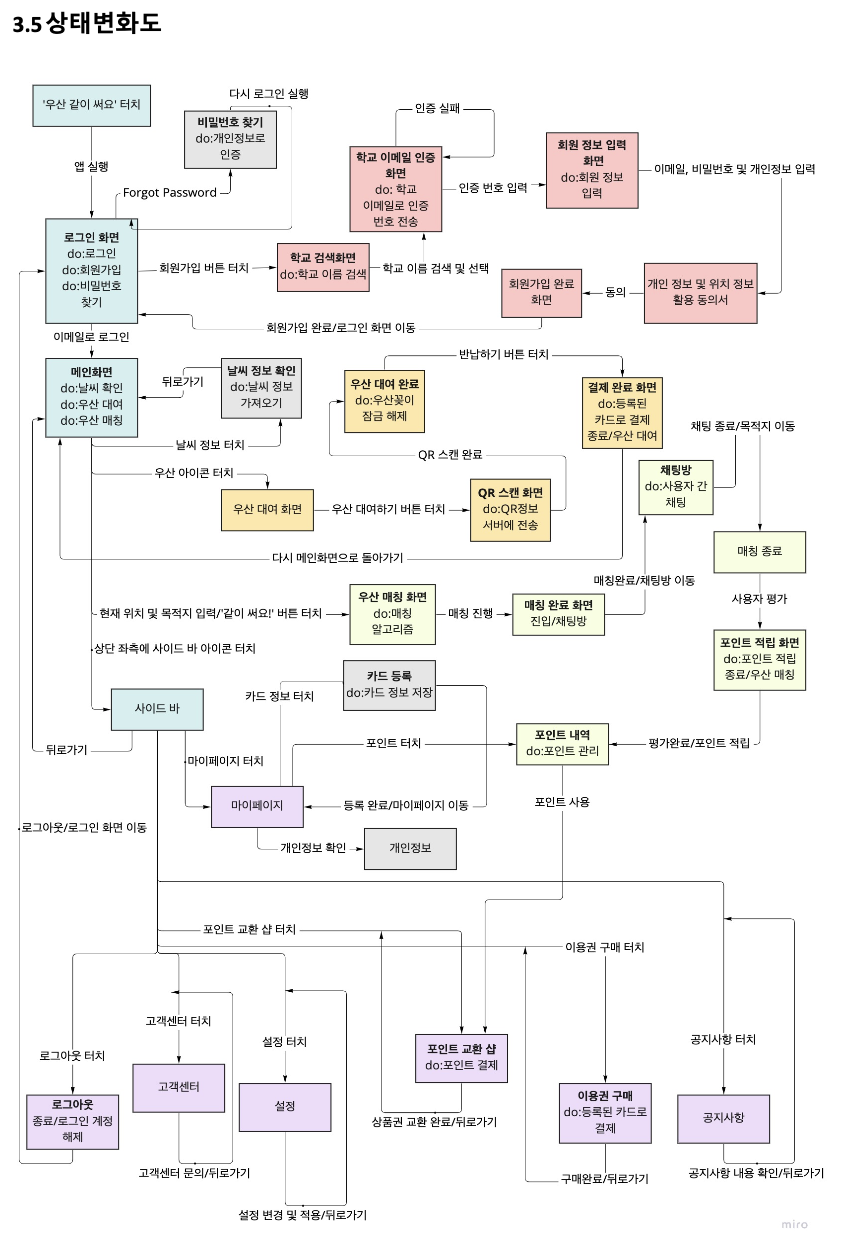 3.5 상태변화도
'우산 같이 써요' 터치
앱 실행
다시 로그인 실행
비밀번호 찾기
do:개인정보로
인증
Forgot Password
인증 실패
학교 이메일 인증
화면
do: 학교
이메일로 인증
번호 전송
인증 번호 입력
회원 정보 입력
화면
do:회원 정보
입력
이메일, 비밀번호 및 개인정보 입력
로그인 화면
do:로그인
do:회원가입
do:비밀번호
찾기
회원가입 버튼 터치
학교 검색화면
do:학교 이름 검색
학교 이름 검색 및 선택
회원가입 완료
화면
동의
개인 정보 및 위치 정보
활용 동의서
회원가입 완료/로그인 화면 이동
이메일로 로그인
메인화면
do:날씨 확인
do:우산 대여
do:우산 매칭
뒤로가기
날씨 정보 확인
do:날씨 정보
가져오기
날씨 정보 터치
우산 대여 완료
do:우산꽂이
잠금 해제
반납하기 버튼 터치
결제 완료 화면
do:등록된
카드로 결제
종료/우산 대여
QR 스캔 완료
우산 아이콘 터치
우산 대여 화면
우산 대여하기 버튼 터치
QR 스캔 화면
do:QR정보
서버에 전송
채팅 종료/목적지 이동
채팅방
do:사용자 간
채팅
매칭 종료
다시 메인화면으로 돌아가기
매칭완료/채팅방 이동
사용자 평가
현재 위치 및 목적지 입력/'같이 써요!' 버튼 터치
우산 매칭 화면
do:매칭
알고리즘
매칭 진행
매칭 완료 화면
진입/채팅방
포인트 적립 화면
do:포인트 적립
종료/우산 매칭
상단 좌측에 사이드 바 아이콘 터치
사이드 바
뒤로가기
카드 정보 터치
카드 등록
do:카드 정보 저장
마이페이지 터치
포인트 터치
포인트 내역
do:포인트 관리
평가완료/포인트 적립
마이페이지
등록 완료/마이페이지 이동
포인트 사용
로그아웃/로그인 화면 이동
개인정보 확인
개인정보
포인트 교환 샵 터치
이용권 구매 터치
고객센터 터치
설정 터치
로그아웃 터치
공지사항 터치
포인트 교환 샵
do:포인트 결제
로그아웃
종료/로그인 계정
해제
고객센터
설정
상품권 교환 완료/뒤로가기
이용권 구매
do:등록된 카드로
결제
공지사항
고객센터 문의/뒤로가기
구매완료/뒤로가기
공지사항 내용 확인/뒤로가기
설정 변경 및 적용/뒤로가기
miro